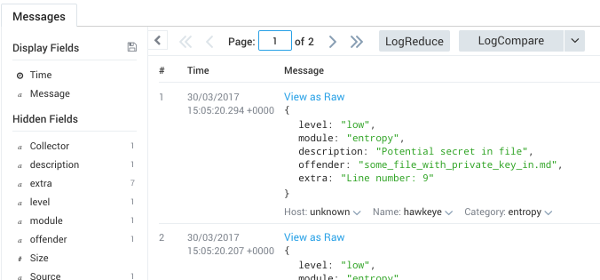 Messages
Display Fields
Time
a Message
Hidden Fields
a Collector 1
a description 1
a extra 7
a level 1
a module 1
a offender 1
# Size
a Source 1
Page: 1 of 2
LogReduce
LogCompare
# Time Message
1 30/03/2017 15:05:20.294 +0000
View as Raw
{
level: "low",
module: "entropy",
description: "Potential secret in file",
offender: "some_file_with_private_key_in.md",
extra: "Line number: 9"
}
Host: unknown Name: hawkeye Category: entropy
2 30/03/2017 15:05:20.207 +0000
View as Raw
{
level: "low",
module: "entropy",